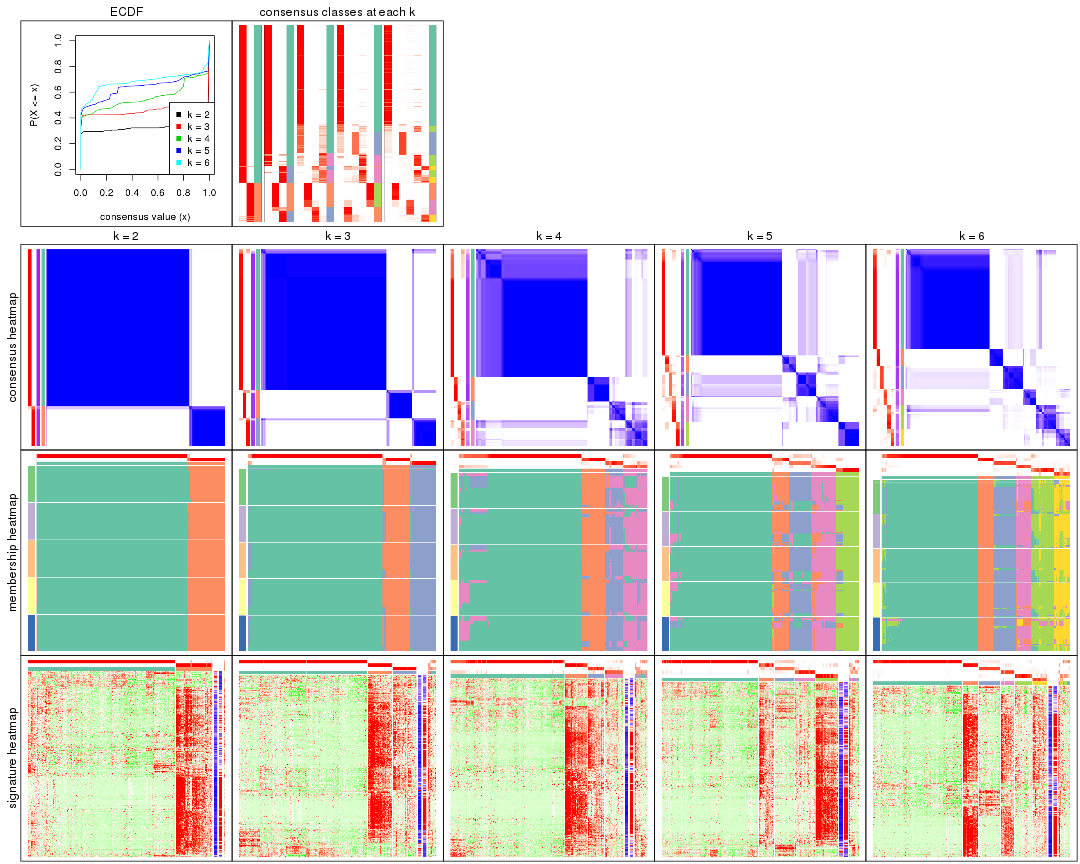 ECDF
consensus classes at each k
P(X <= x)
1.0
0.8
0.6
0.4
0.2
0.0
k = 2
k = 3
k = 4
k = 5
k = 6
0.0 0.2 0.4 0.6 0.8 1.0
consensus value (x)
k = 2
k = 3
k = 4
k = 5
k = 6
consensus heatmap
membership heatmap
signature heatmap